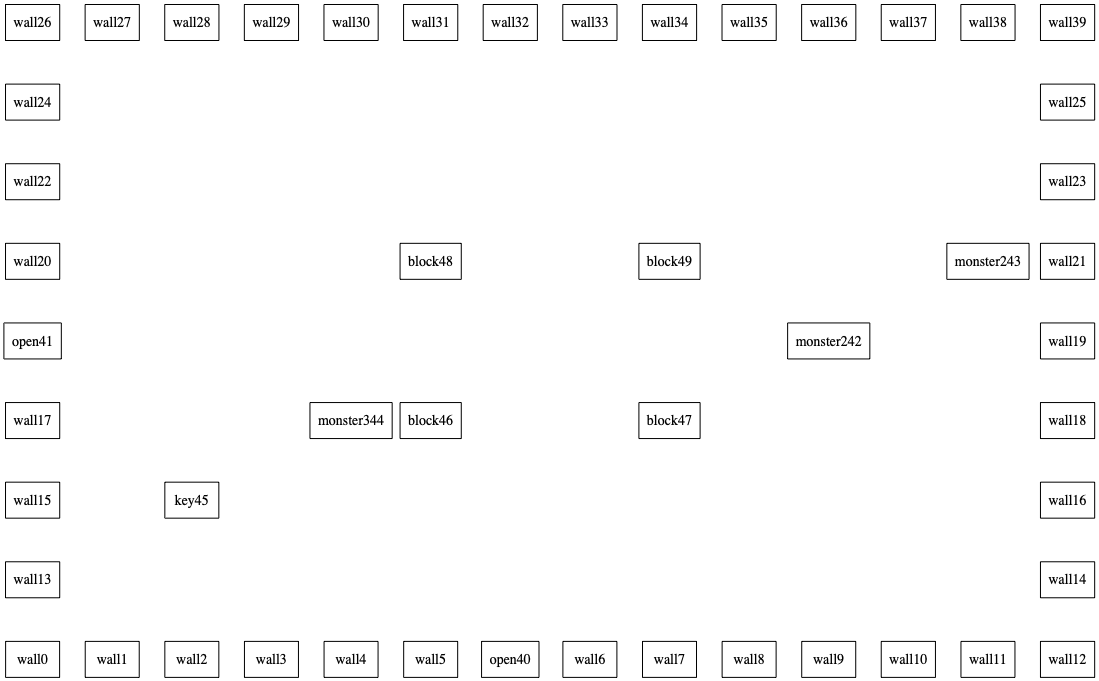 wall26 wall27 wall28 wall29 wall30 wall31 wall32 wall33 wall34 wall35 wall36 wall37 wall38 wall39
wall24 wall25
wall22 wall23
wall20 block48 block49 monster243 wall21
open41 monster242 wall19
wall17 monster344 block46 block47 wall18
wall15 key45 wall16
wall13 wall14
wall0 wall1 wall2 wall3 wall4 wall5 open40 wall6 wall7 wall8 wall9 wall10 wall11 wall12